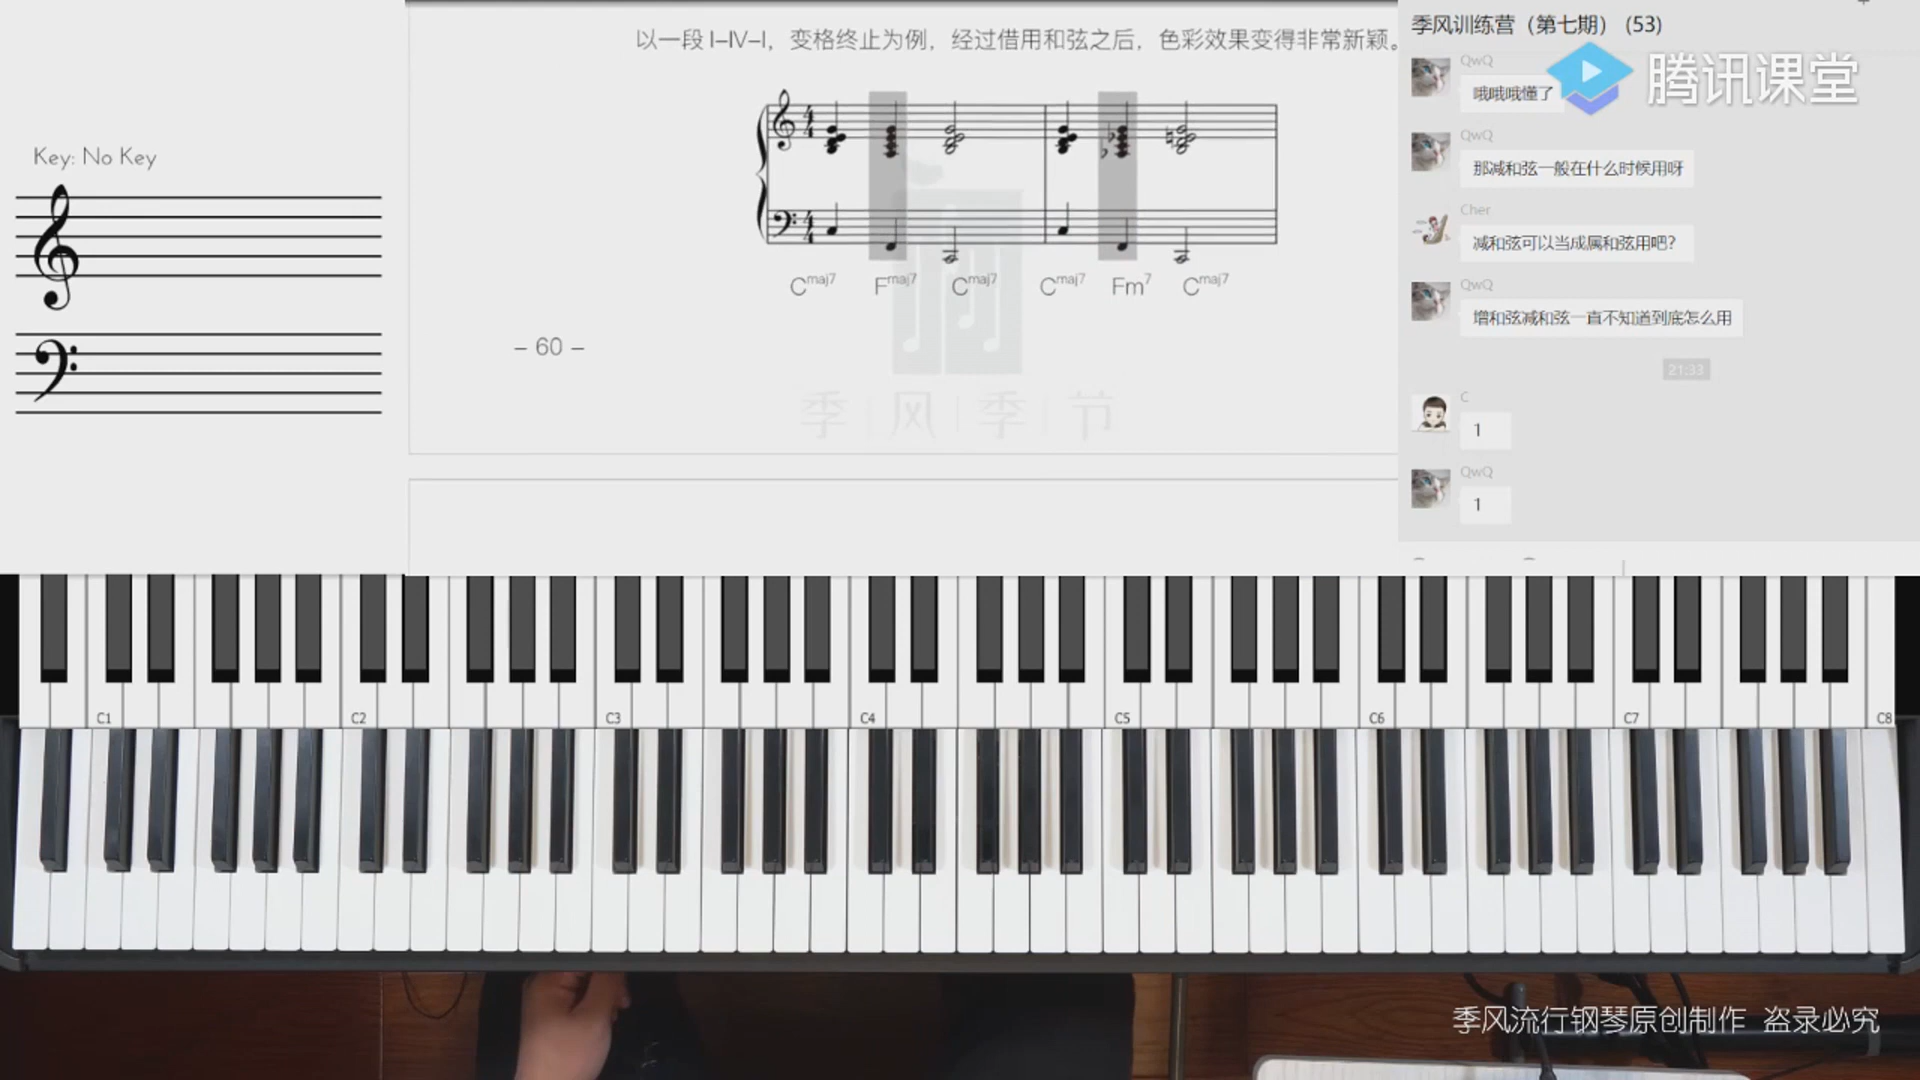 以一段 I-IV-I，变格终止为例，经过借用和弦之后，色彩效果变得非常新颖。
Key: No Key
Cmaj7 Fmaj7 Cmaj7 Cmaj7 Fm7 Cmaj7
– 60 –
季 风 季 节
季风训练营（第七期） (53)
腾讯课堂
QwQ
哦哦哦懂了
QwQ
那减和弦一般在什么时候用呀
Cher
减和弦可以当成属和弦用吧?
QwQ
增和弦减和弦一直不知道到底怎么用
21:33
C
1
QwQ
1
C1 C2 C3 C4 C5 C6 C7 C8
季风流行钢琴原创制作 盗录必究